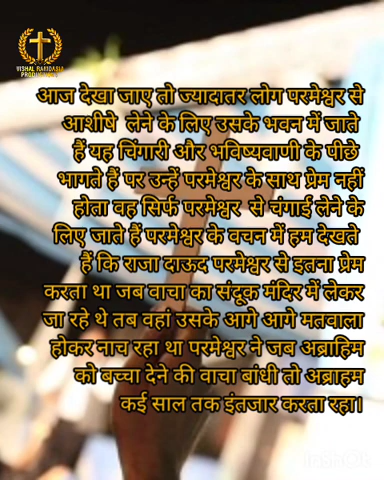 VISHAL RANDAVIA
PRODUCTION
आज देखा जाए तो ज्यादातर लोग परमेश्वर से
आशीषे लेने के लिए उसके भवन में जाते
हैं यह चिंगारी और भविष्यवाणी के पीछे
भागते हैं पर उन्हें परमेश्वर के साथ प्रेम नहीं
होता वह सिर्फ परमेश्वर से चंगाई लेने के
लिए जाते हैं परमेश्वर के वचन में हम देखते
हैं कि राजा दाऊद परमेश्वर से इतना प्रेम
करता था जब वाचा का संदूक मंदिर में लेकर
जा रहे थे तब वहां उसके आगे आगे मतवाला
होकर नाच रहा था परमेश्वर ने जब अब्राहिम
को बच्चा देने की वाचा बांधी तो अब्राहम
कई साल तक इंतजार करता रहा।